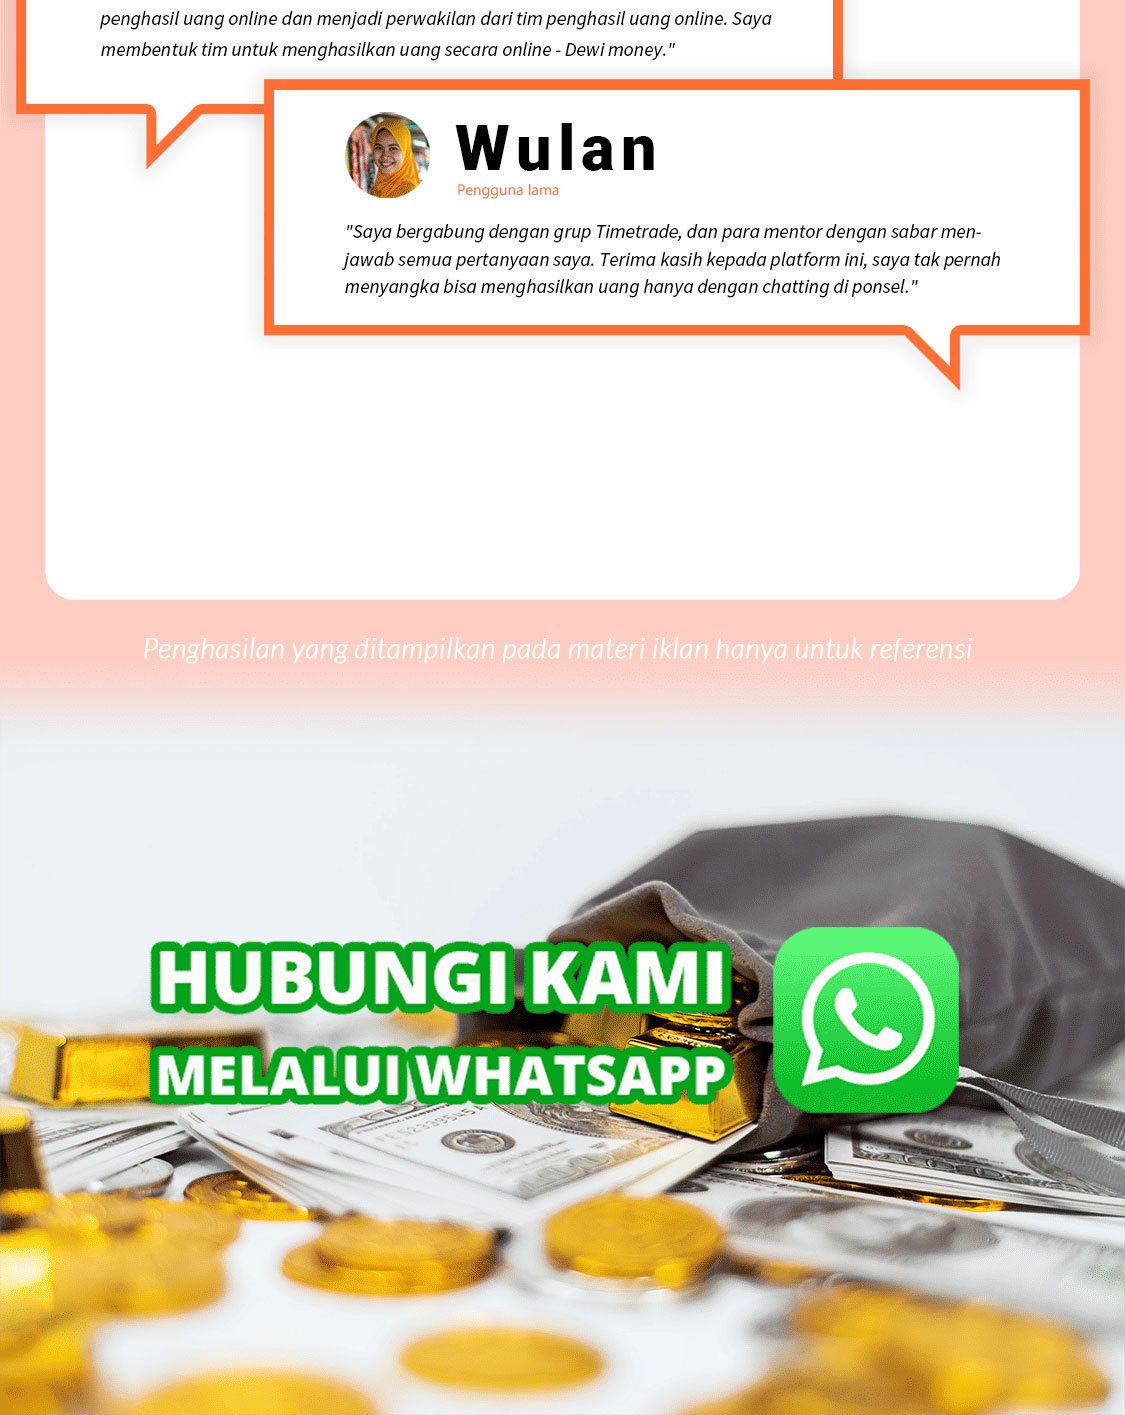 penghasil uang online dan menjadi perwakilan dari tim penghasil uang online. Saya
membentuk tim untuk menghasilkan uang secara online - Dewi money."
Wulan
Pengguna lama
"Saya bergabung dengan grup Timetrade, dan para mentor dengan sabar men-
jawab semua pertanyaan saya. Terima kasih kepada platform ini, saya tak pernah
menyangka bisa menghasilkan uang hanya dengan chatting di ponsel."
Penghasilan yang ditampilkan pada materi iklan hanya untuk referensi
HUBUNGI KAMI
MELALUI WHATSAPP